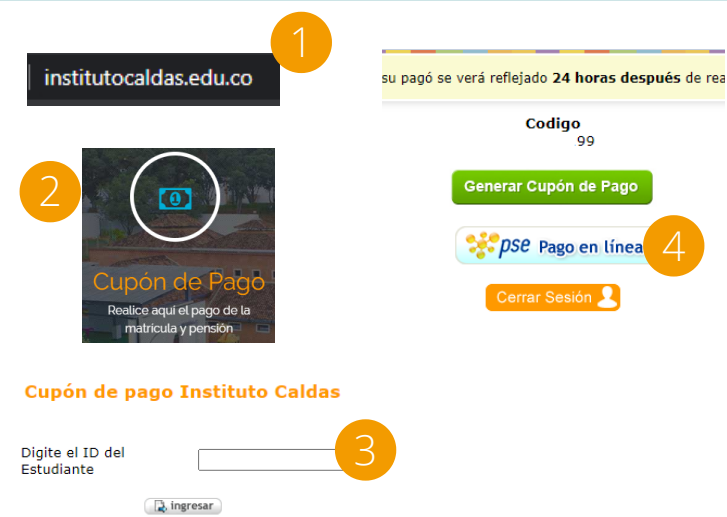 1
institutocaldas.edu.co
2
Cupón de Pago
Realice aquí el pago de la
matrícula y pensión
Cupón de pago Instituto Caldas
Digite el ID del
Estudiante
3
ingresar
su pagó se verá reflejado 24 horas después de rea
Codigo
99
Generar Cupón de Pago
pse Pago en línea
4
Cerrar Sesión